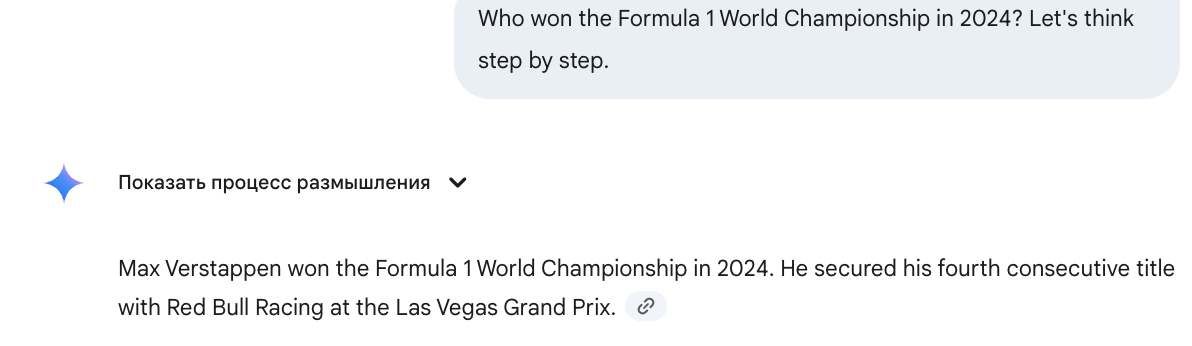 Who won the Formula 1 World Championship in 2024? Let's think
step by step.
Показать процесс размышления
Max Verstappen won the Formula 1 World Championship in 2024. He secured his fourth consecutive title
with Red Bull Racing at the Las Vegas Grand Prix.